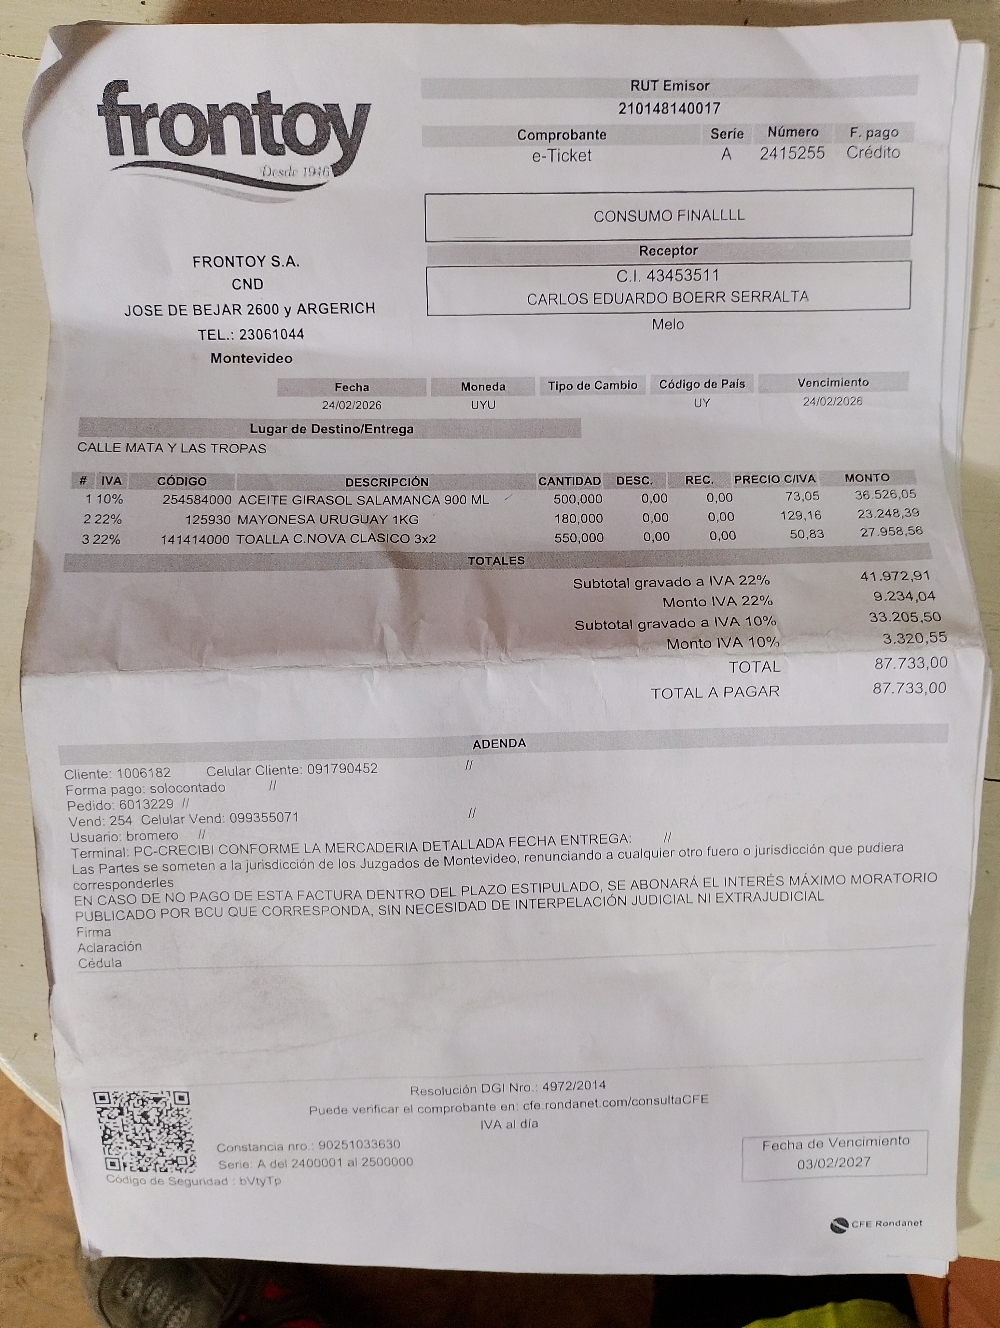 frontoy
Desde 1946
RUT Emisor
210148140017
Comprobante Serie Número F. pago
e-Ticket A 2415255 Crédito
CONSUMO FINALLLL
Receptor
C.I. 43453511
CARLOS EDUARDO BOERR SERRALTA
Melo
FRONTOY S.A.
CND
JOSE DE BEJAR 2600 y ARGERICH
TEL.: 23061044
Montevideo
Fecha Moneda Tipo de Cambio Código de País Vencimiento
24/02/2026 UYU UY 24/02/2026
Lugar de Destino/Entrega
CALLE MATA Y LAS TROPAS
# IVA CÓDIGO DESCRIPCIÓN CANTIDAD DESC. REC. PRECIO C/IVA MONTO
1 10% 254584000 ACEITE GIRASOL SALAMANCA 900 ML 500,000 0,00 0,00 73,05 36.526,05
2 22% 125930 MAYONESA URUGUAY 1KG 180,000 0,00 0,00 129,16 23.248,39
3 22% 141414000 TOALLA C.NOVA CLASICO 3x2 550,000 0,00 0,00 50,83 27.958,56
TOTALES
Subtotal gravado a IVA 22% 41.972,91
Monto IVA 22% 9.234,04
Subtotal gravado a IVA 10% 33.205,50
Monto IVA 10% 3.320,55
TOTAL 87.733,00
TOTAL A PAGAR 87.733,00
ADENDA
Cliente: 1006182 Celular Cliente: 091790452 //
Forma pago: solocontado //
Pedido: 6013229 //
Vend: 254 Celular Vend: 099355071 //
Usuario: bromero //
Terminal: PC-CRECIBI CONFORME LA MERCADERIA DETALLADA FECHA ENTREGA: //
Las Partes se someten a la jurisdicción de los Juzgados de Montevideo, renunciando a cualquier otro fuero o jurisdicción que pudiera
corresponderles
EN CASO DE NO PAGO DE ESTA FACTURA DENTRO DEL PLAZO ESTIPULADO, SE ABONARÁ EL INTERÉS MÁXIMO MORATORIO
PUBLICADO POR BCU QUE CORRESPONDA, SIN NECESIDAD DE INTERPELACIÓN JUDICIAL NI EXTRAJUDICIAL
Firma
Aclaración
Cédula
Resolución DGI Nro.: 4972/2014
Puede verificar el comprobante en: cfe.rondanet.com/consultaCFE
IVA al día
Constancia nro.: 90251033630
Serie: A del 2400001 al 2500000
Código de Seguridad : bVtyTp
Fecha de Vencimiento
03/02/2027
CFE Rondanet